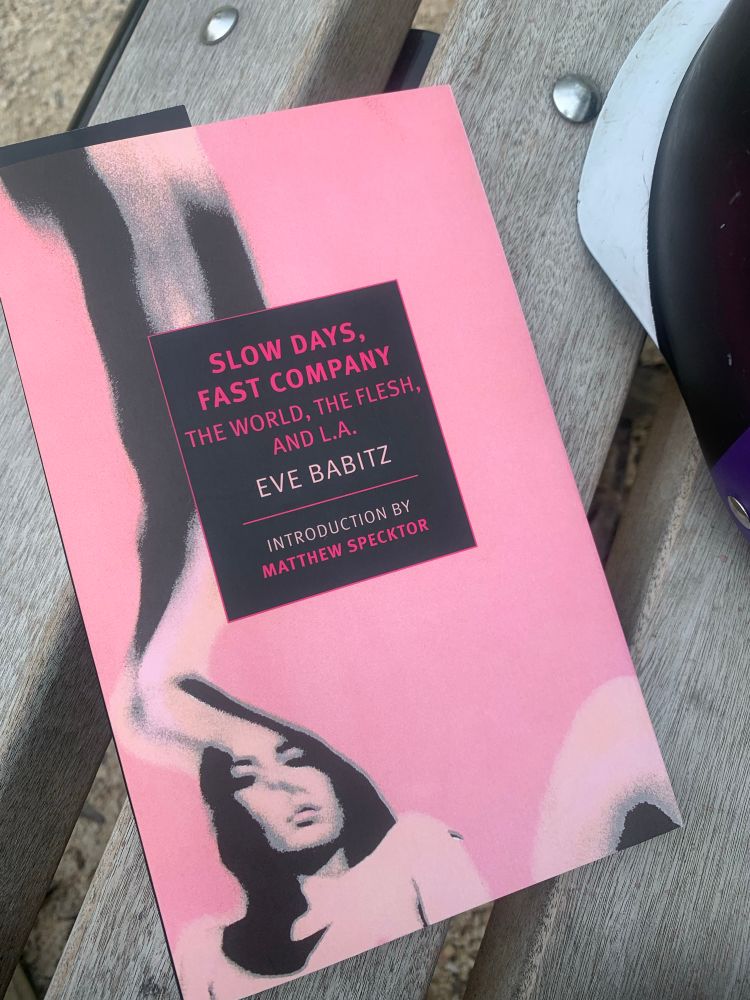 SLOW DAYS,
FAST COMPANY
THE WORLD, THE FLESH,
AND L.A.
EVE BABITZ
INTRODUCTION BY
MATTHEW SPECKTOR